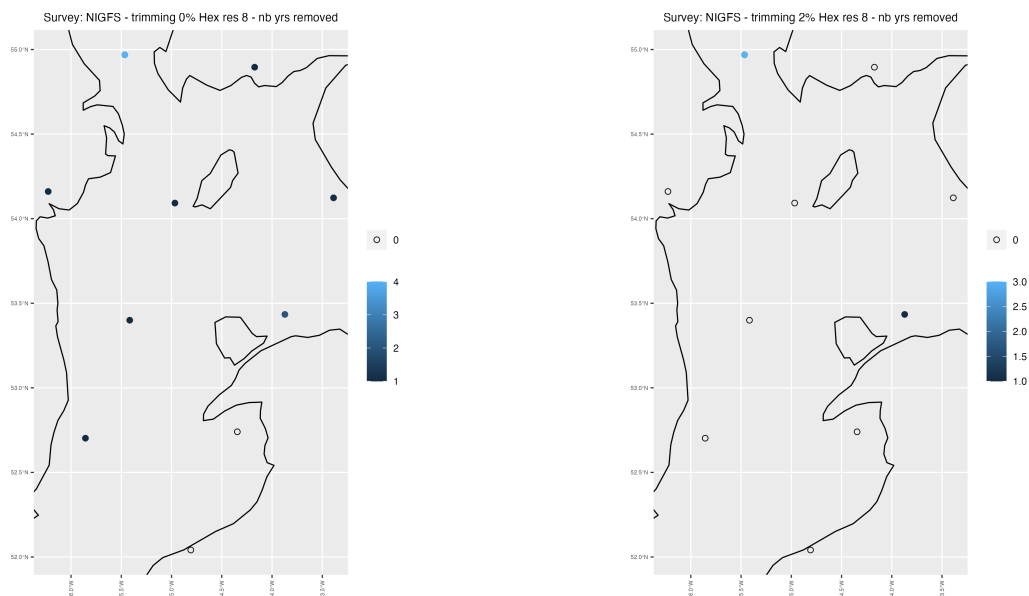 Survey: NIGFS - trimming 0% Hex res 8 - nb yrs removed
Survey: NIGFS - trimming 2% Hex res 8 - nb yrs removed
55.0°N
54.5°N
54.0°N
53.5°N
53.0°N
52.5°N
52.0°N
6.0°W
5.5°W
5.0°W
4.5°W
4.0°W
3.5°W
0
4
3
2
1
55.0°N
54.5°N
54.0°N
53.5°N
53.0°N
52.5°N
52.0°N
6.0°W
5.5°W
5.0°W
4.5°W
4.0°W
3.5°W
0
3.0
2.5
2.0
1.5
1.0